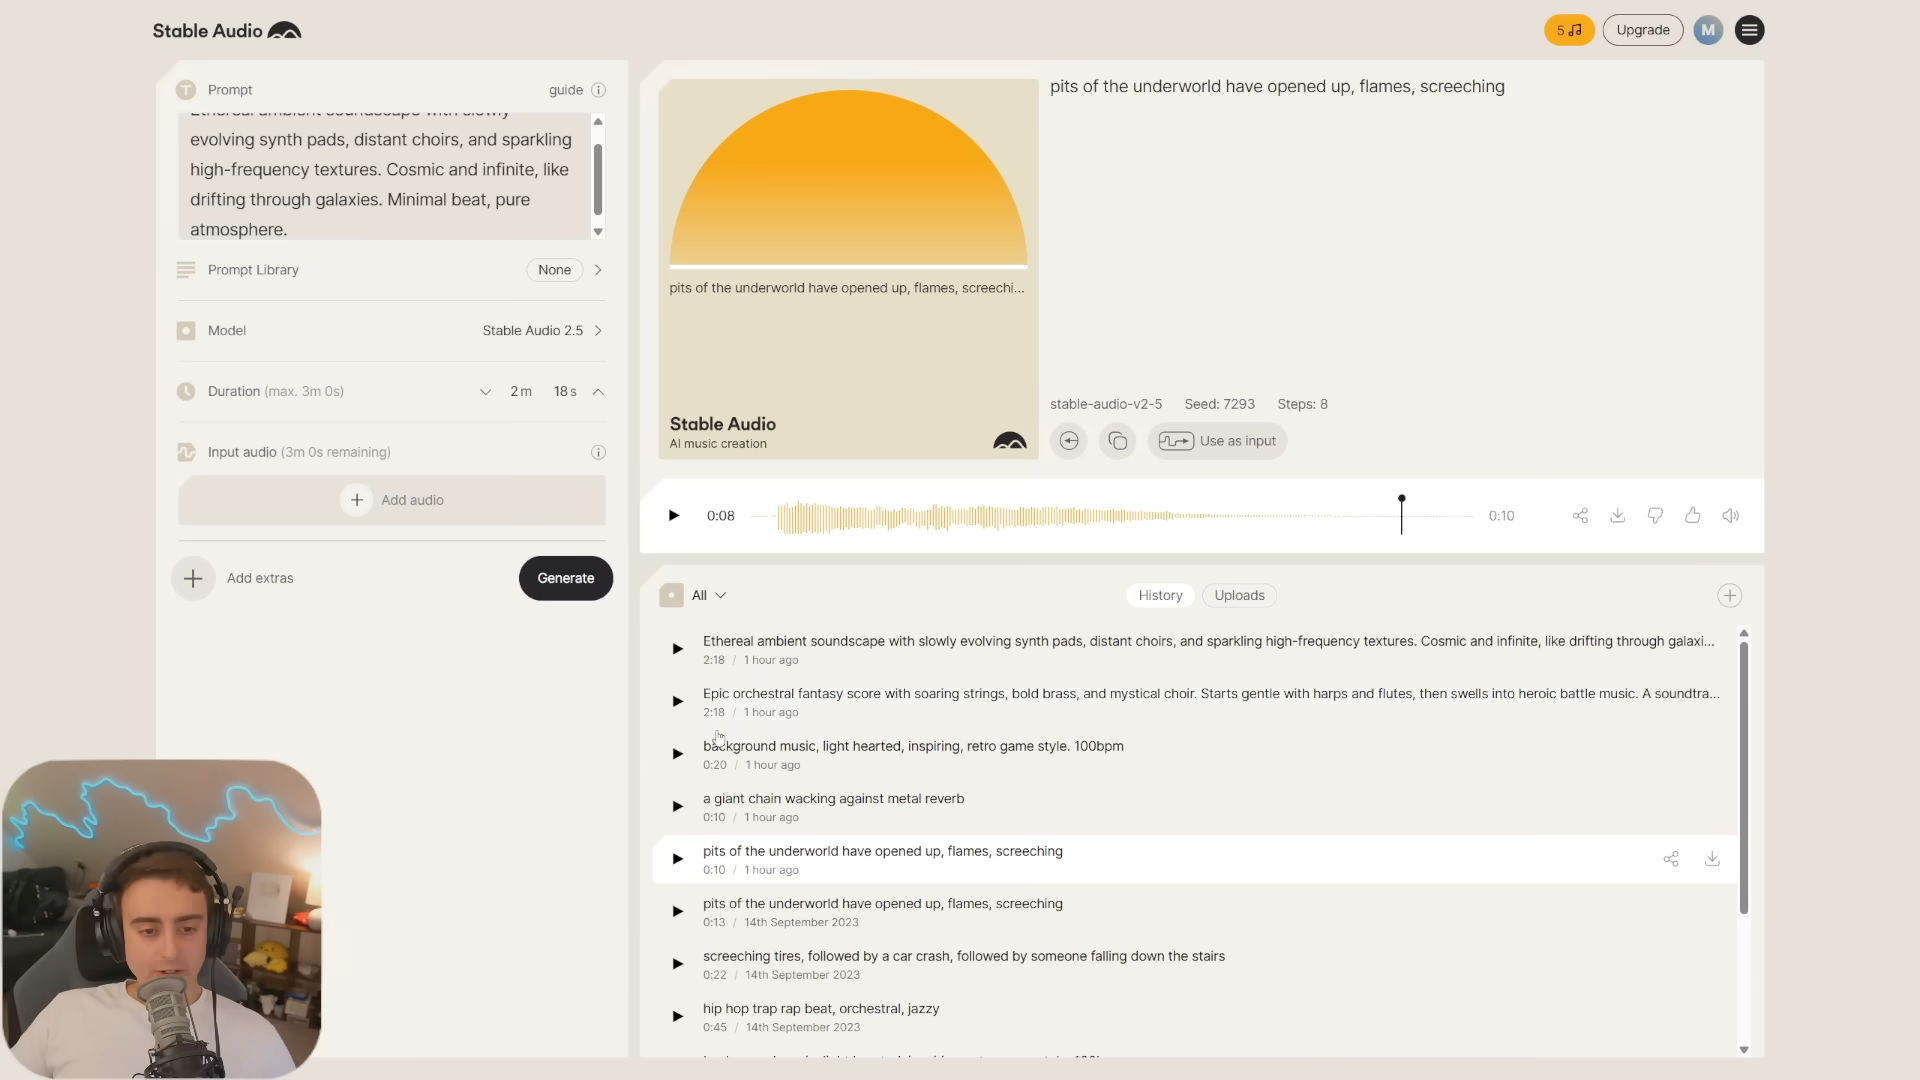 Stable Audio
5
Upgrade
M
Prompt
guide
Ethereal ambient soundscape with slowly
evolving synth pads, distant choirs, and sparkling
high-frequency textures. Cosmic and infinite, like
drifting through galaxies. Minimal beat, pure
atmosphere.
Prompt Library
None
Model
Stable Audio 2.5
Duration (max. 3m 0s)
2 m 18 s
Input audio (3m 0s remaining)
Add audio
Add extras
Generate
pits of the underworld have opened up, flames, screechi...
Stable Audio
AI music creation
pits of the underworld have opened up, flames, screeching
stable-audio-v2-5 Seed: 7293 Steps: 8
Use as input
0:08
0:10
All
History
Uploads
Ethereal ambient soundscape with slowly evolving synth pads, distant choirs, and sparkling high-frequency textures. Cosmic and infinite, like drifting through galaxi...
2:18 / 1 hour ago
Epic orchestral fantasy score with soaring strings, bold brass, and mystical choir. Starts gentle with harps and flutes, then swells into heroic battle music. A soundtra...
2:18 / 1 hour ago
background music, light hearted, inspiring, retro game style. 100bpm
0:20 / 1 hour ago
a giant chain wacking against metal reverb
0:10 / 1 hour ago
pits of the underworld have opened up, flames, screeching
0:10 / 1 hour ago
pits of the underworld have opened up, flames, screeching
0:13 / 14th September 2023
screeching tires, followed by a car crash, followed by someone falling down the stairs
0:22 / 14th September 2023
hip hop trap rap beat, orchestral, jazzy
0:45 / 14th September 2023